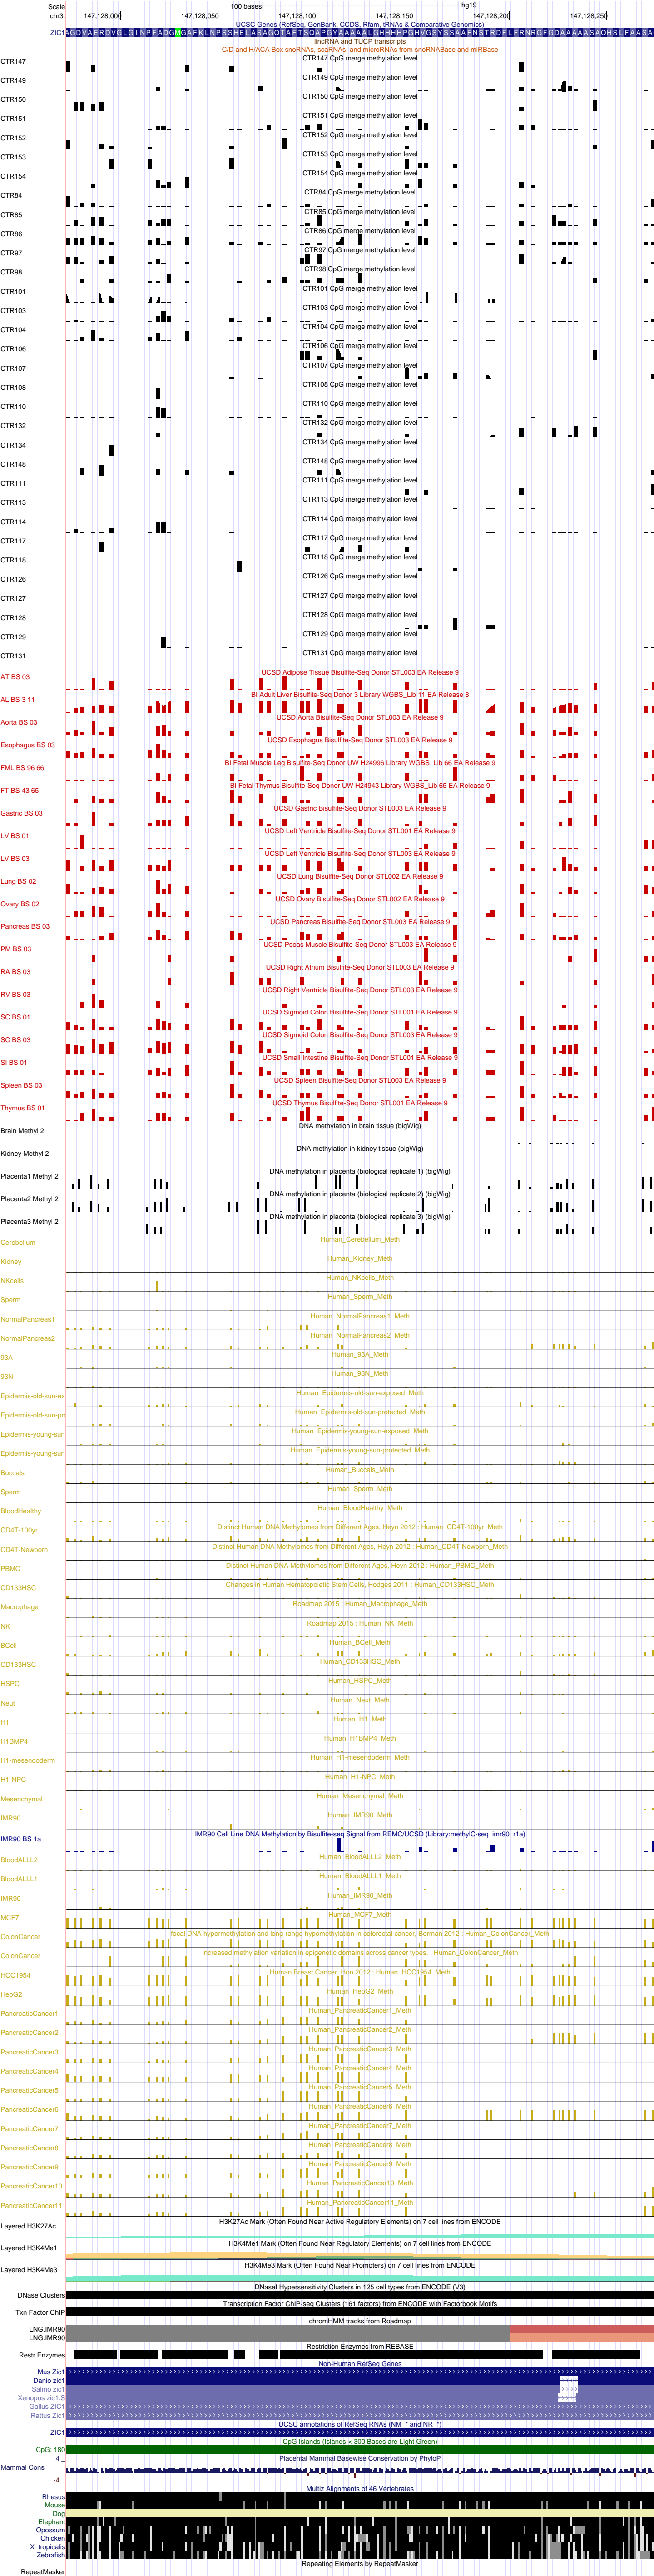 Scale 100 bases hg19
chr3: 147,128,000 147,128,050 147,128,100 147,128,150 147,128,200 147,128,250
UCSC Genes (RefSeq, GenBank, CCDS, Rfam, tRNAs & Comparative Genomics)
ZIC1
lincRNA and TUCP transcripts
C/D and H/ACA Box snoRNAs, scaRNAs, and microRNAs from snoRNABase and miRBase
CTR147 CTR147 CpG merge methylation level
CTR149 CTR149 CpG merge methylation level
CTR150 CTR150 CpG merge methylation level
CTR151 CTR151 CpG merge methylation level
CTR152 CTR152 CpG merge methylation level
CTR153 CTR153 CpG merge methylation level
CTR154 CTR154 CpG merge methylation level
CTR84 CTR84 CpG merge methylation level
CTR85 CTR85 CpG merge methylation level
CTR86 CTR86 CpG merge methylation level
CTR97 CTR97 CpG merge methylation level
CTR98 CTR98 CpG merge methylation level
CTR101 CTR101 CpG merge methylation level
CTR103 CTR103 CpG merge methylation level
CTR104 CTR104 CpG merge methylation level
CTR106 CTR106 CpG merge methylation level
CTR107 CTR107 CpG merge methylation level
CTR108 CTR108 CpG merge methylation level
CTR110 CTR110 CpG merge methylation level
CTR132 CTR132 CpG merge methylation level
CTR134 CTR134 CpG merge methylation level
CTR148 CTR148 CpG merge methylation level
CTR111 CTR111 CpG merge methylation level
CTR113 CTR113 CpG merge methylation level
CTR114 CTR114 CpG merge methylation level
CTR117 CTR117 CpG merge methylation level
CTR118 CTR118 CpG merge methylation level
CTR126 CTR126 CpG merge methylation level
CTR127 CTR127 CpG merge methylation level
CTR128 CTR128 CpG merge methylation level
CTR129 CTR129 CpG merge methylation level
CTR131 CTR131 CpG merge methylation level
AT BS 03 UCSD Adipose Tissue Bisulfite-Seq Donor STL003 EA Release 9
AL BS 3 11 BI Adult Liver Bisulfite-Seq Donor 3 Library WGBS_Lib 11 EA Release 8
Aorta BS 03 UCSD Aorta Bisulfite-Seq Donor STL003 EA Release 9
Esophagus BS 03 UCSD Esophagus Bisulfite-Seq Donor STL003 EA Release 9
FML BS 96 66 BI Fetal Muscle Leg Bisulfite-Seq Donor UW H24996 Library WGBS_Lib 66 EA Release 9
FT BS 43 65 BI Fetal Thymus Bisulfite-Seq Donor UW H24943 Library WGBS_Lib 65 EA Release 9
Gastric BS 03 UCSD Gastric Bisulfite-Seq Donor STL003 EA Release 9
LV BS 01 UCSD Left Ventricle Bisulfite-Seq Donor STL001 EA Release 9
LV BS 03 UCSD Left Ventricle Bisulfite-Seq Donor STL003 EA Release 9
Lung BS 02 UCSD Lung Bisulfite-Seq Donor STL002 EA Release 9
Ovary BS 02 UCSD Ovary Bisulfite-Seq Donor STL002 EA Release 9
Pancreas BS 03 UCSD Pancreas Bisulfite-Seq Donor STL003 EA Release 9
PM BS 03 UCSD Psoas Muscle Bisulfite-Seq Donor STL003 EA Release 9
RA BS 03 UCSD Right Atrium Bisulfite-Seq Donor STL003 EA Release 9
RV BS 03 UCSD Right Ventricle Bisulfite-Seq Donor STL003 EA Release 9
SC BS 01 UCSD Sigmoid Colon Bisulfite-Seq Donor STL001 EA Release 9
SC BS 03 UCSD Sigmoid Colon Bisulfite-Seq Donor STL003 EA Release 9
SI BS 01 UCSD Small Intestine Bisulfite-Seq Donor STL001 EA Release 9
Spleen BS 03 UCSD Spleen Bisulfite-Seq Donor STL003 EA Release 9
Thymus BS 01 UCSD Thymus Bisulfite-Seq Donor STL001 EA Release 9
Brain Methyl 2 DNA methylation in brain tissue (bigWig)
Kidney Methyl 2 DNA methylation in kidney tissue (bigWig)
Placenta1 Methyl 2 DNA methylation in placenta (biological replicate 1) (bigWig)
Placenta2 Methyl 2 DNA methylation in placenta (biological replicate 2) (bigWig)
Placenta3 Methyl 2 DNA methylation in placenta (biological replicate 3) (bigWig)
Cerebellum Human_Cerebellum_Meth
Kidney Human_Kidney_Meth
NKcells Human_NKcells_Meth
Sperm Human_Sperm_Meth
NormalPancreas1 Human_NormalPancreas1_Meth
NormalPancreas2 Human_NormalPancreas2_Meth
93A Human_93A_Meth
93N Human_93N_Meth
Epidermis-old-sun-ex Human_Epidermis-old-sun-exposed_Meth
Epidermis-old-sun-pr Human_Epidermis-old-sun-protected_Meth
Epidermis-young-sun Human_Epidermis-young-sun-exposed_Meth
Epidermis-young-sun Human_Epidermis-young-sun-protected_Meth
Buccals Human_Buccals_Meth
Sperm Human_Sperm_Meth
BloodHealthy Human_BloodHealthy_Meth
CD4T-100yr Distinct Human DNA Methylomes from Different Ages, Heyn 2012 : Human_CD4T-100yr_Meth
CD4T-Newborn Distinct Human DNA Methylomes from Different Ages, Heyn 2012 : Human_CD4T-Newborn_Meth
PBMC Distinct Human DNA Methylomes from Different Ages, Heyn 2012 : Human_PBMC_Meth
CD133HSC Changes in Human Hematopoietic Stem Cells, Hodges 2011 : Human_CD133HSC_Meth
Macrophage Roadmap 2015 : Human_Macrophage_Meth
NK Roadmap 2015 : Human_NK_Meth
BCell Human_BCell_Meth
CD133HSC Human_CD133HSC_Meth
HSPC Human_HSPC_Meth
Neut Human_Neut_Meth
H1 Human_H1_Meth
H1BMP4 Human_H1BMP4_Meth
H1-mesendoderm Human_H1-mesendoderm_Meth
H1-NPC Human_H1-NPC_Meth
Mesenchymal Human_Mesenchymal_Meth
IMR90 Human_IMR90_Meth
IMR90 BS 1a IMR90 Cell Line DNA Methylation by Bisulfite-seq Signal from REMC/UCSD (Library:methylC-seq_imr90_r1a)
BloodALLL2 Human_BloodALLL2_Meth
BloodALLL1 Human_BloodALLL1_Meth
IMR90 Human_IMR90_Meth
MCF7 Human_MCF7_Meth
ColonCancer focal DNA hypermethylation and long-range hypomethylation in colorectal cancer, Berman 2012 : Human_ColonCancer_Meth
ColonCancer Increased methylation variation in epigenetic domains across cancer types. : Human_ColonCancer_Meth
HCC1954 Human Breast Cancer, Hon 2012 : Human_HCC1954_Meth
HepG2 Human_HepG2_Meth
PancreaticCancer1 Human_PancreaticCancer1_Meth
PancreaticCancer2 Human_PancreaticCancer2_Meth
PancreaticCancer3 Human_PancreaticCancer3_Meth
PancreaticCancer4 Human_PancreaticCancer4_Meth
PancreaticCancer5 Human_PancreaticCancer5_Meth
PancreaticCancer6 Human_PancreaticCancer6_Meth
PancreaticCancer7 Human_PancreaticCancer7_Meth
PancreaticCancer8 Human_PancreaticCancer8_Meth
PancreaticCancer9 Human_PancreaticCancer9_Meth
PancreaticCancer10 Human_PancreaticCancer10_Meth
PancreaticCancer11 Human_PancreaticCancer11_Meth
Layered H3K27Ac H3K27Ac Mark (Often Found Near Active Regulatory Elements) on 7 cell lines from ENCODE
Layered H3K4Me1 H3K4Me1 Mark (Often Found Near Regulatory Elements) on 7 cell lines from ENCODE
Layered H3K4Me3 H3K4Me3 Mark (Often Found Near Promoters) on 7 cell lines from ENCODE
DNaseI Hypersensitivity Clusters in 125 cell types from ENCODE (V3)
DNase Clusters
Transcription Factor ChIP-seq Clusters (161 factors) from ENCODE with Factorbook Motifs
Txn Factor ChIP
chromHMM tracks from Roadmap
LNG.IMR90
LNG.IMR90
Restriction Enzymes from REBASE
Restr Enzymes
Non-Human RefSeq Genes
Mus Zic1
Danio zic1
Salmo zic1
Xenopus zic1.S
Gallus ZIC1
Rattus Zic1
UCSC annotations of RefSeq RNAs (NM_* and NR_*)
ZIC1
CpG Islands (Islands < 300 Bases are Light Green)
CpG: 180
Placental Mammal Basewise Conservation by PhyloP
4 _
Mammal Cons
-4 _
Multiz Alignments of 46 Vertebrates
Rhesus
Mouse
Dog
Elephant
Opossum
Chicken
X_tropicalis
Zebrafish
Repeating Elements by RepeatMasker
RepeatMasker